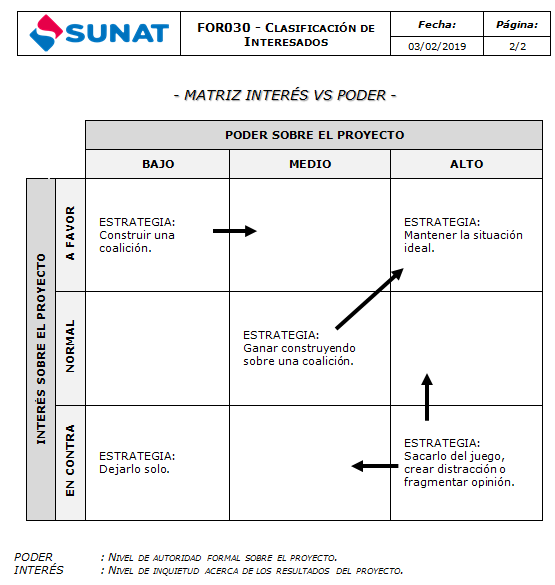 SUNAT
FOR030 - CLASIFICACIÓN DE
INTERESADOS
Fecha:
Página:
03/02/2019
2/2
- MATRIZ INTERÉS VS PODER -
PODER SOBRE EL PROYECTO
BAJO
MEDIO
ALTO
INTERÉS SOBRE EL PROYECTO
A FAVOR
ESTRATEGIA:
Construir una
coalición.
ESTRATEGIA:
Mantener la situación
ideal.
NORMAL
ESTRATEGIA:
Ganar construyendo
sobre una coalición.
EN CONTRA
ESTRATEGIA:
Dejarlo solo.
ESTRATEGIA:
Sacarlo del juego,
crear distracción o
fragmentar opinión.
PODER : NIVEL DE AUTORIDAD FORMAL SOBRE EL PROYECTO.
INTERÉS : NIVEL DE INQUIETUD ACERCA DE LOS RESULTADOS DEL PROYECTO.